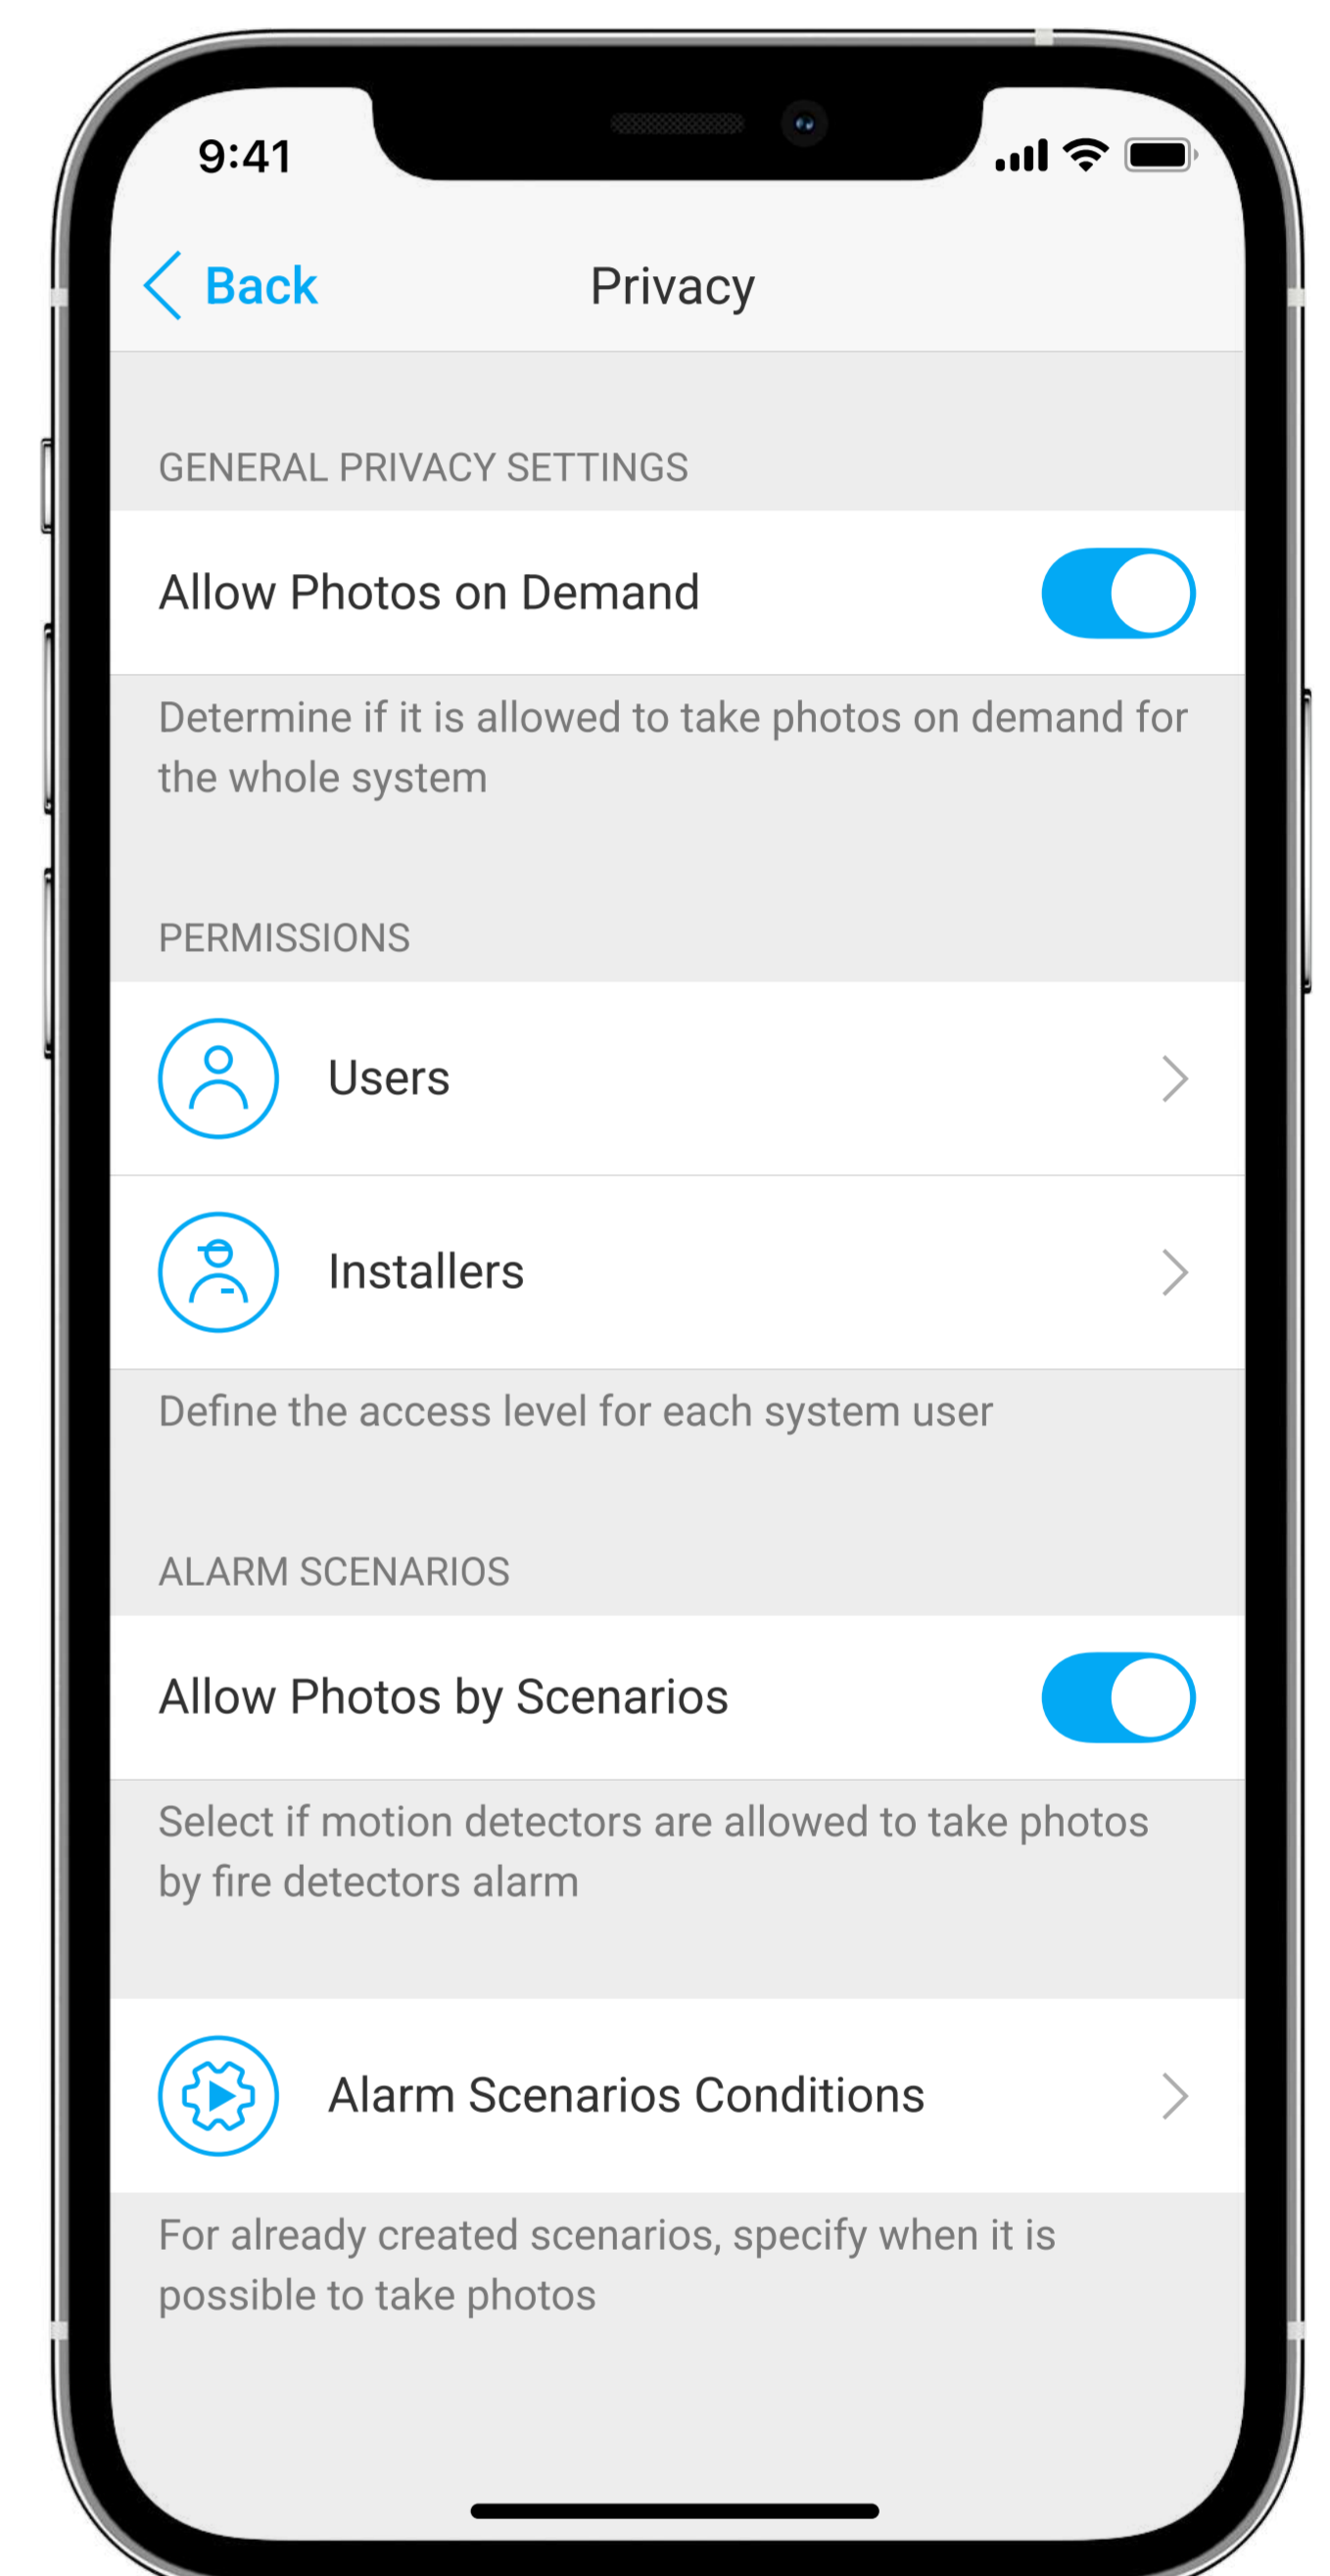 9:41
Back
Privacy
GENERAL PRIVACY SETTINGS
Allow Photos on Demand
Determine if it is allowed to take photos on demand for
the whole system
PERMISSIONS
Users
Installers
Define the access level for each system user
ALARM SCENARIOS
Allow Photos by Scenarios
Select if motion detectors are allowed to take photos
by fire detectors alarm
Alarm Scenarios Conditions
For already created scenarios, specify when it is
possible to take photos